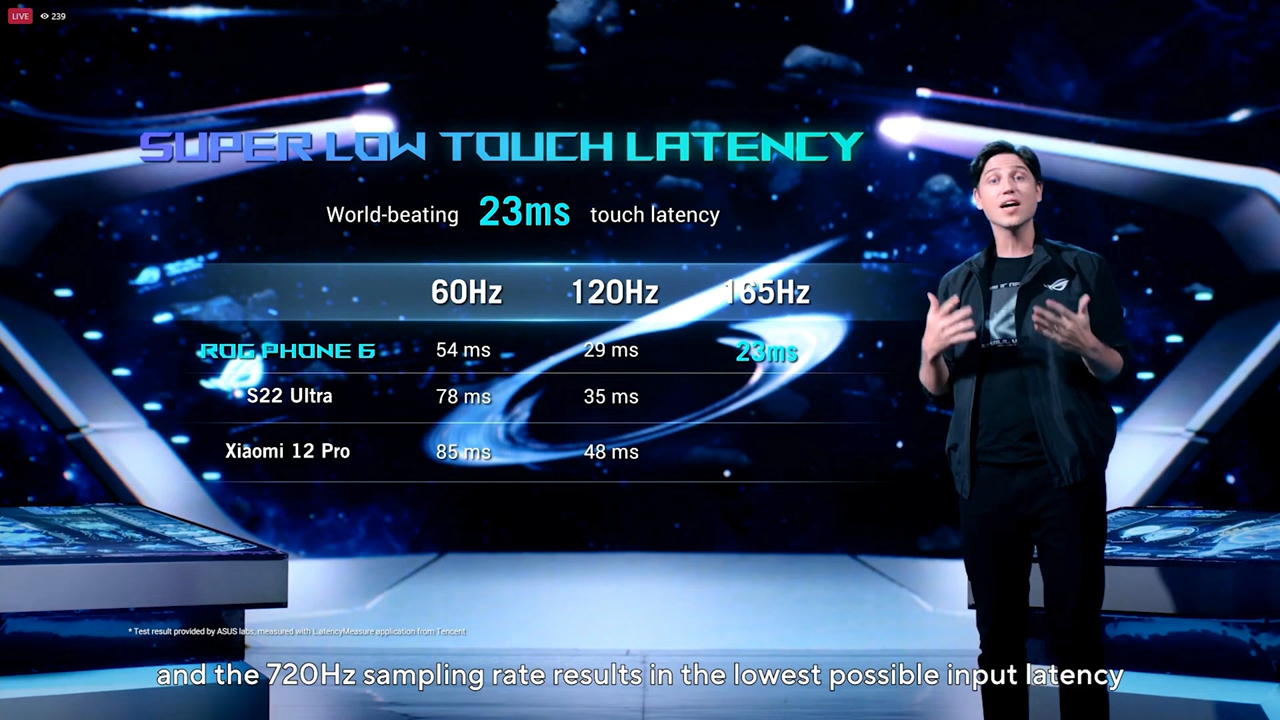 LIVE 239
SUPER LOW TOUCH LATENCY
World-beating 23ms touch latency
60Hz 120Hz 165Hz
ROG PHONE 6 54 ms 29 ms 23ms
S22 Ultra 78 ms 35 ms
Xiaomi 12 Pro 85 ms 48 ms
* Test result provided by ASUS labs, measured with LatencyMeasure application from Tencent
and the 720Hz sampling rate results in the lowest possible input latency